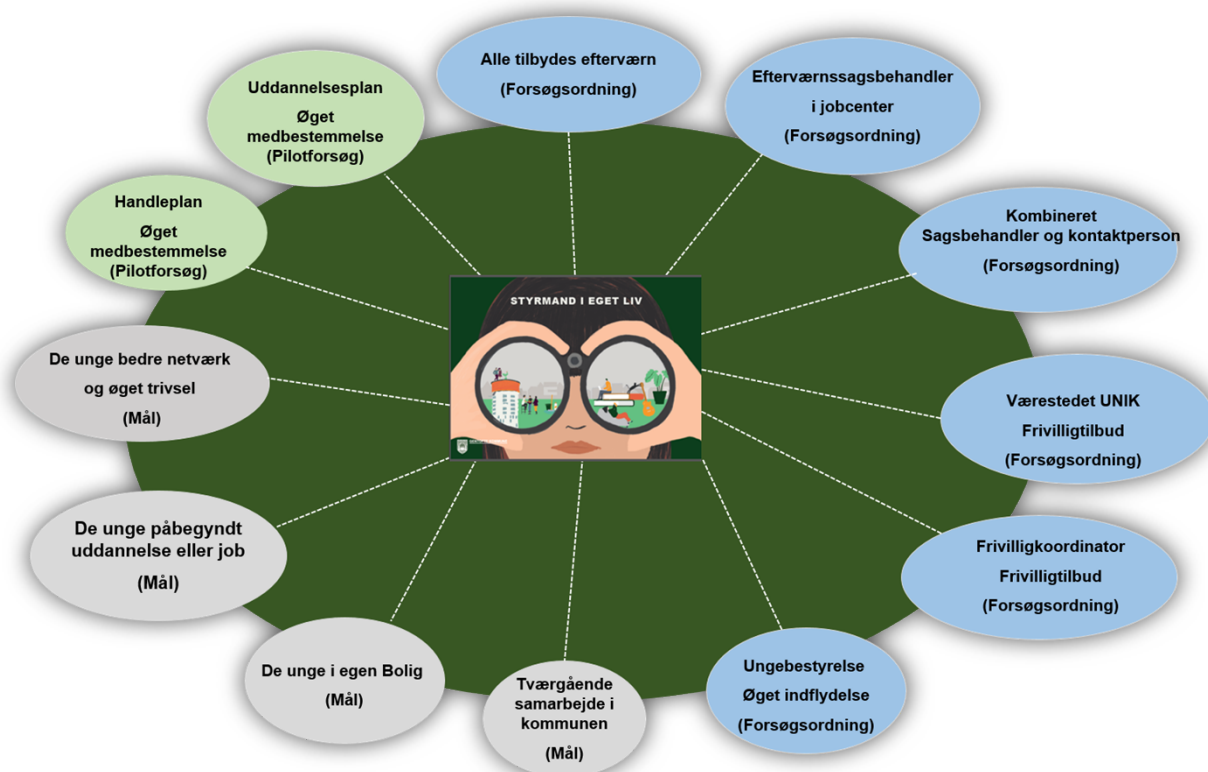 Alle tilbydes efterværn
(Forsøgsordning)
Efterværnssagsbehandler
i jobcenter
(Forsøgsordning)
Kombineret
Sagsbehandler og kontaktperson
(Forsøgsordning)
Værestedet UNIK
Frivilligtilbud
(Forsøgsordning)
Frivilligkoordinator
Frivilligtilbud
(Forsøgsordning)
Ungebestyrelse
Øget indflydelse
(Forsøgsordning)
Tværgående
samarbejde i
kommunen
(Mål)
De unge i egen Bolig
(Mål)
De unge påbegyndt
uddannelse eller job
(Mål)
De unge bedre netværk
og øget trivsel
(Mål)
Handleplan
Øget
medbestemmelse
(Pilotforsøg)
Uddannelsesplan
Øget
medbestemmelse
(Pilotforsøg)
STYRMAND I EGET LIV